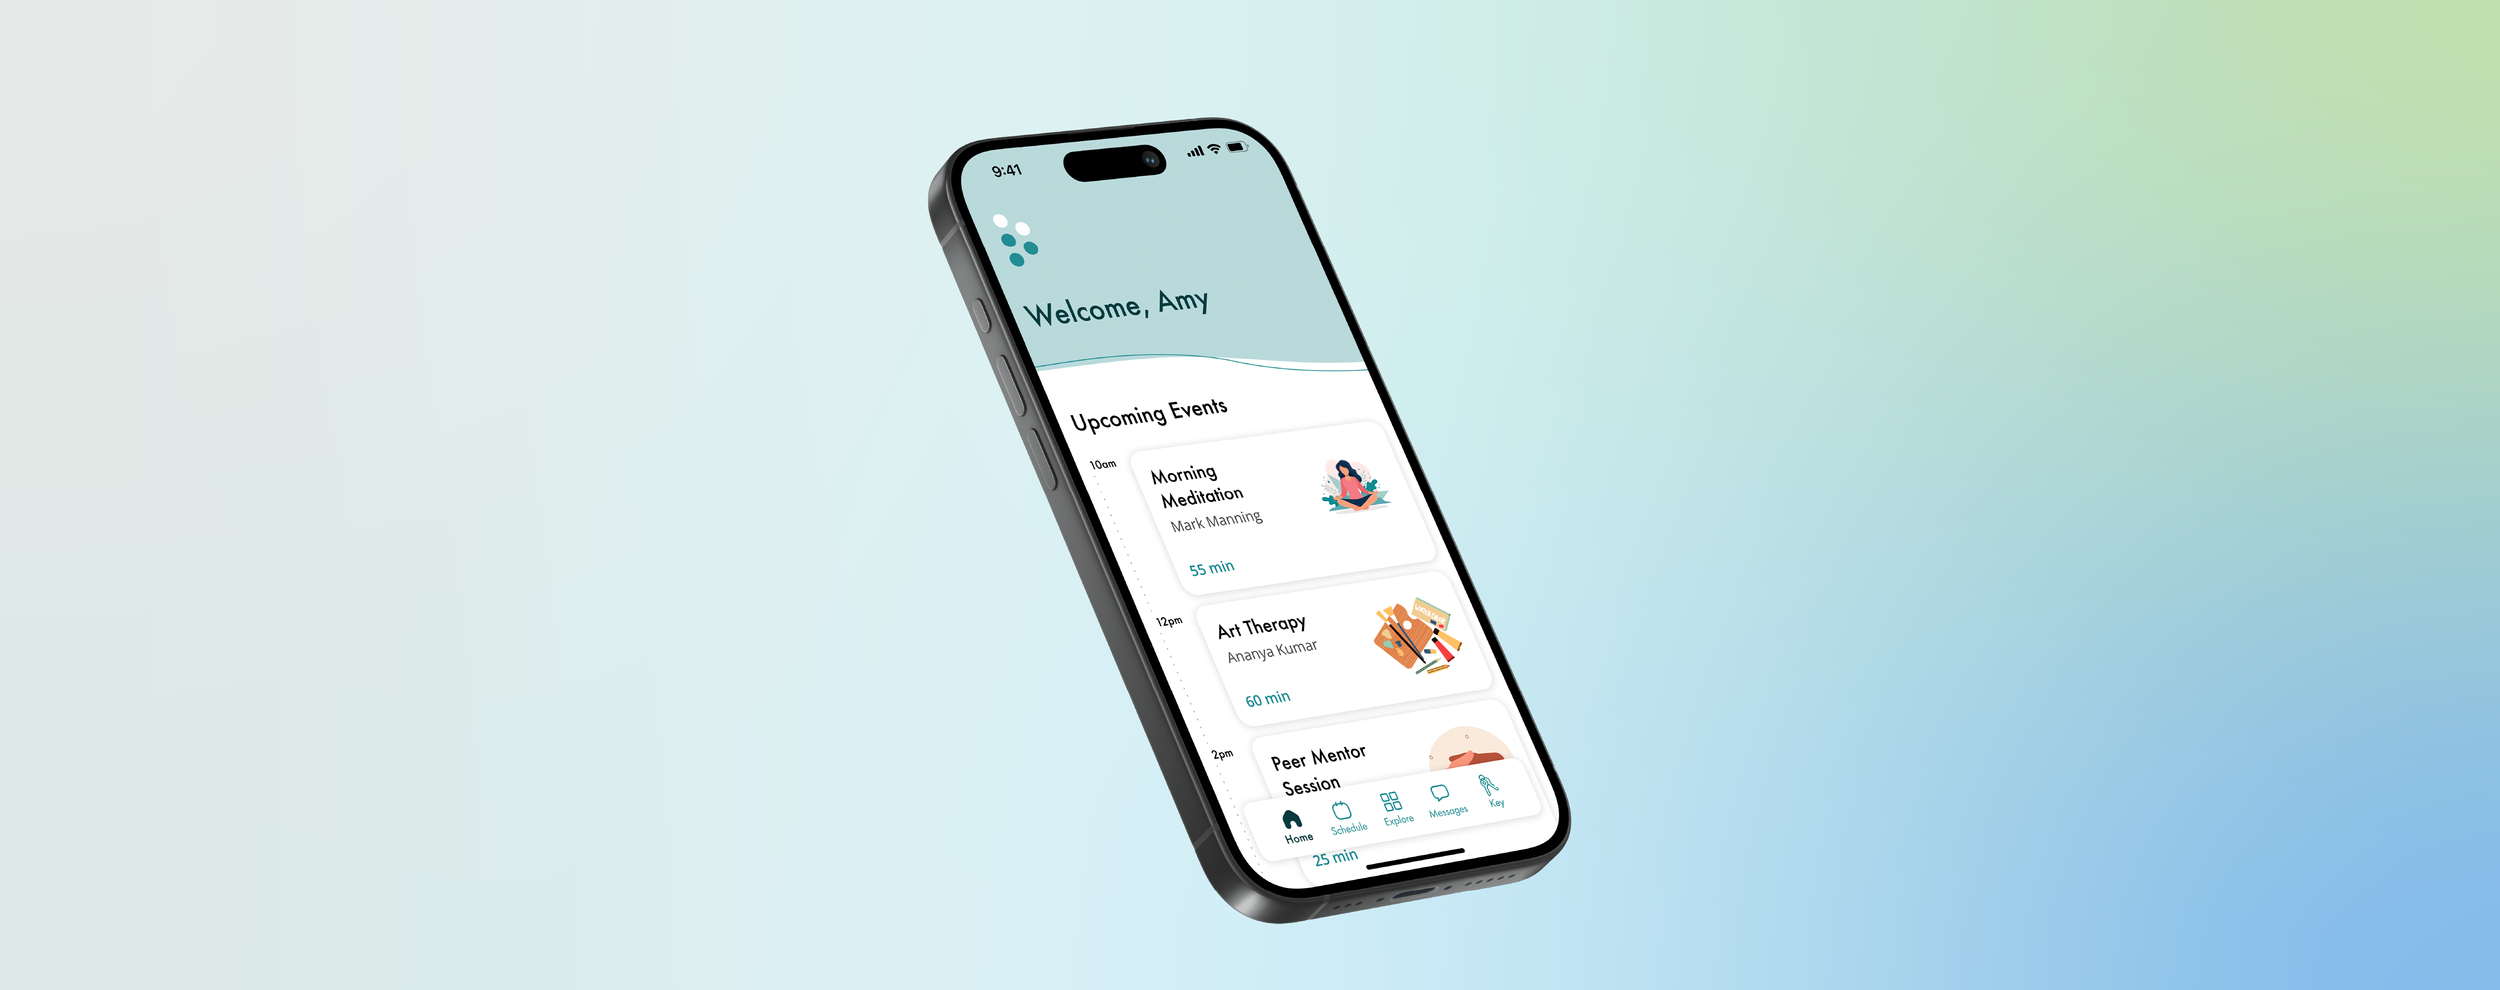 9:41
Welcome, Amy
Upcoming Events
10am
Morning
Meditation
Mark Manning
55 min
12pm
Art Therapy
Ananya Kumar
60 min
2pm
Peer Mentor
Session
Home
Schedule
Explore
Messages
Key
25 min